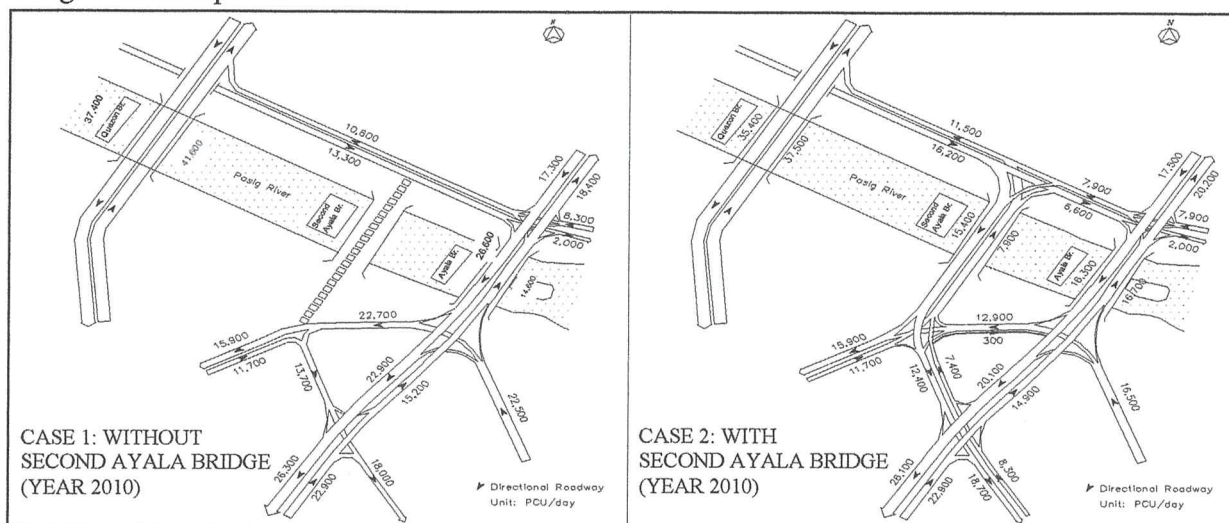 N
37,400
Quezon Br.
41,600
Pasig River
Second
Ayala Br.
10,800
13,300
17,300
18,400
8,300
2,000
26,600
Ayala Br.
14,600
22,700
15,900
11,700
13,700
22,900
15,200
22,500
26,300
22,900
18,000
CASE 1: WITHOUT
SECOND AYALA BRIDGE
(YEAR 2010)
Directional Roadway
Unit: PCU/day
N
Quezon Br.
35,400
37,500
Pasig River
Second
Ayala Br.
15,400
7,900
11,500
16,200
7,900
6,600
17,500
20,200
7,900
2,000
Ayala Br.
16,300
16,700
12,900
300
15,900
11,700
12,400
7,400
20,100
14,900
16,500
22,800
18,700
8,300
CASE 2: WITH
SECOND AYALA BRIDGE
(YEAR 2010)
Directional Roadway
Unit: PCU/day